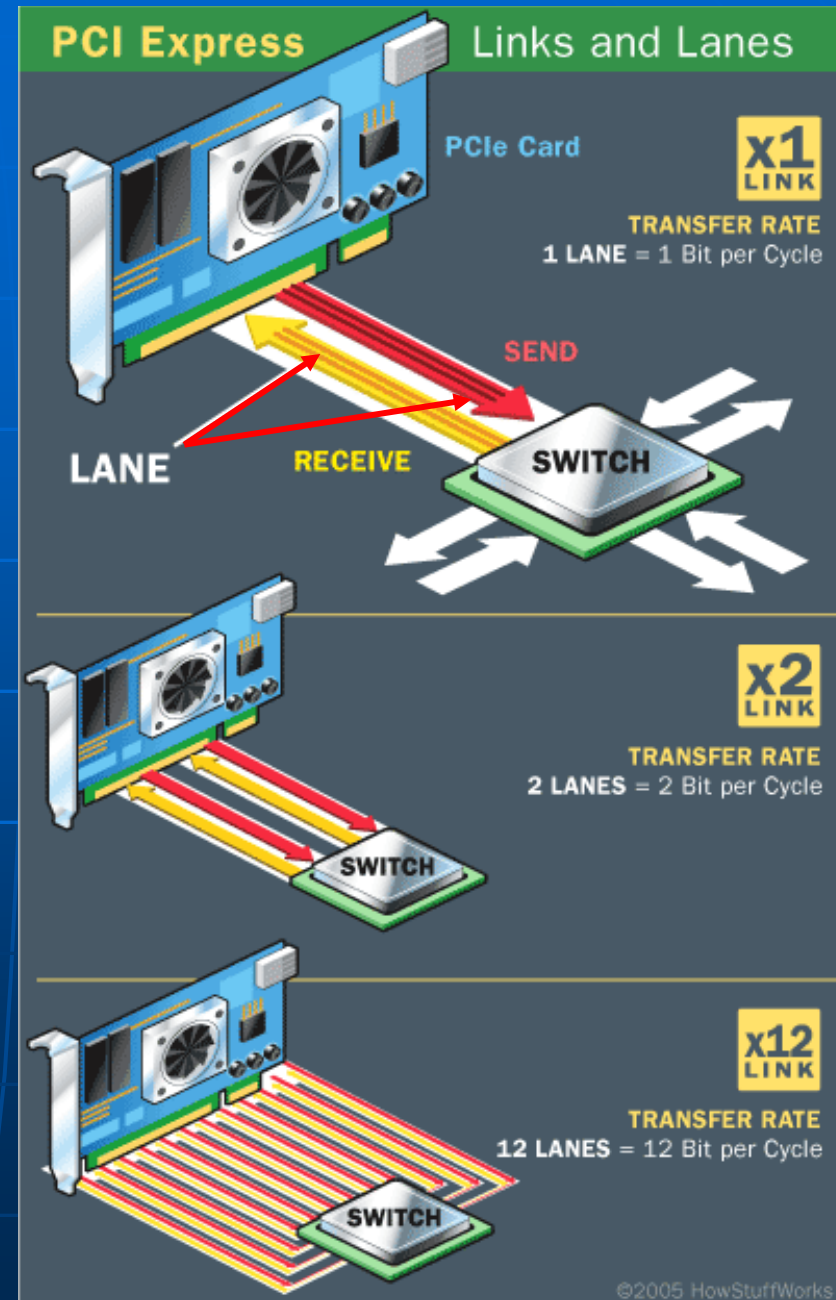 PCI Express Links and Lanes
PCIe Card
x1
LINK
TRANSFER RATE
1 LANE = 1 Bit per Cycle
SEND
LANE
RECEIVE
SWITCH
x2
LINK
TRANSFER RATE
2 LANES = 2 Bit per Cycle
SWITCH
x12
LINK
TRANSFER RATE
12 LANES = 12 Bit per Cycle
SWITCH
©2005 HowStuffWorks